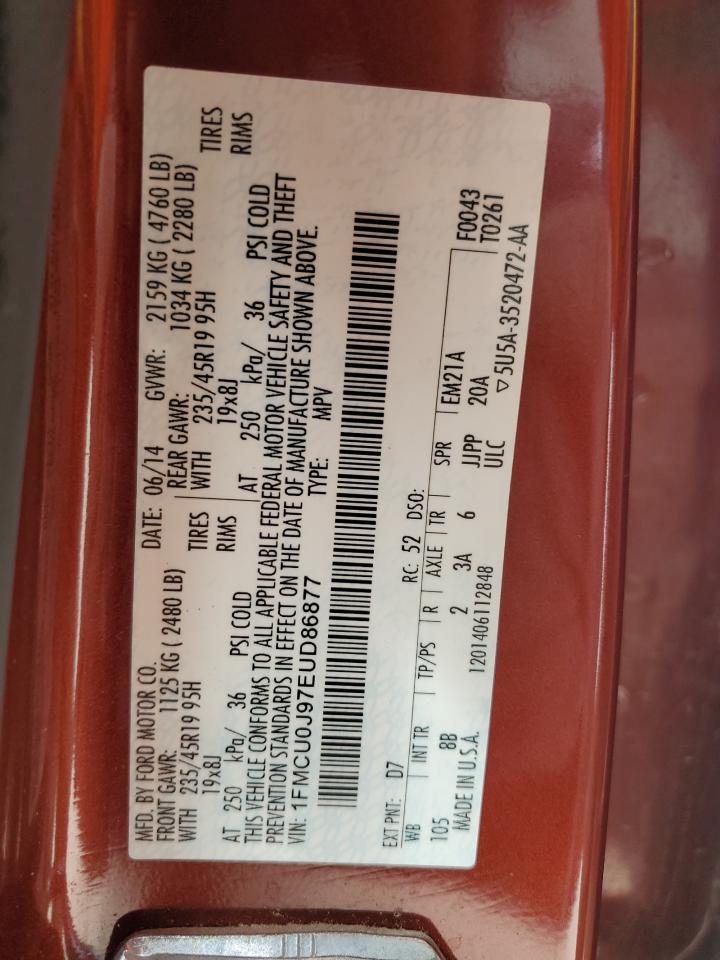 MFD. BY FORD MOTOR CO. DATE: 06/14 GVWR: 2159 KG ( 4760 LB)
FRONT GAWR: 1125 KG ( 2480 LB) REAR GAWR: 1034 KG ( 2280 LB)
WITH 235/45R19 95H TIRES WITH 235/45R19 95H TIRES
19x8J RIMS 19x8J RIMS
AT 250 kPa/ 36 PSI COLD AT 250 kPa/ 36 PSI COLD
THIS VEHICLE CONFORMS TO ALL APPLICABLE FEDERAL MOTOR VEHICLE SAFETY AND THEFT
PREVENTION STANDARDS IN EFFECT ON THE DATE OF MANUFACTURE SHOWN ABOVE.
VIN: 1FMCU0J97EUD86877 TYPE: MPV
EXT PNT: D7 RC: 52 DSO:
WB INT TR TP/PS R AXLE TR SPR EM21A F0043
105 8B 2 3A 6 JJPP 20A T0261
MADE IN U.S.A. 1201406112848 ULC ▽5U5A-3520472-AA